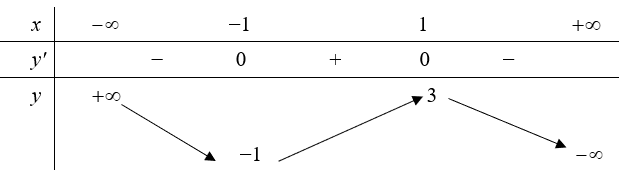 x −∞ −1 1 +∞
y′ − 0 + 0 −
y +∞ 3
−1 −∞